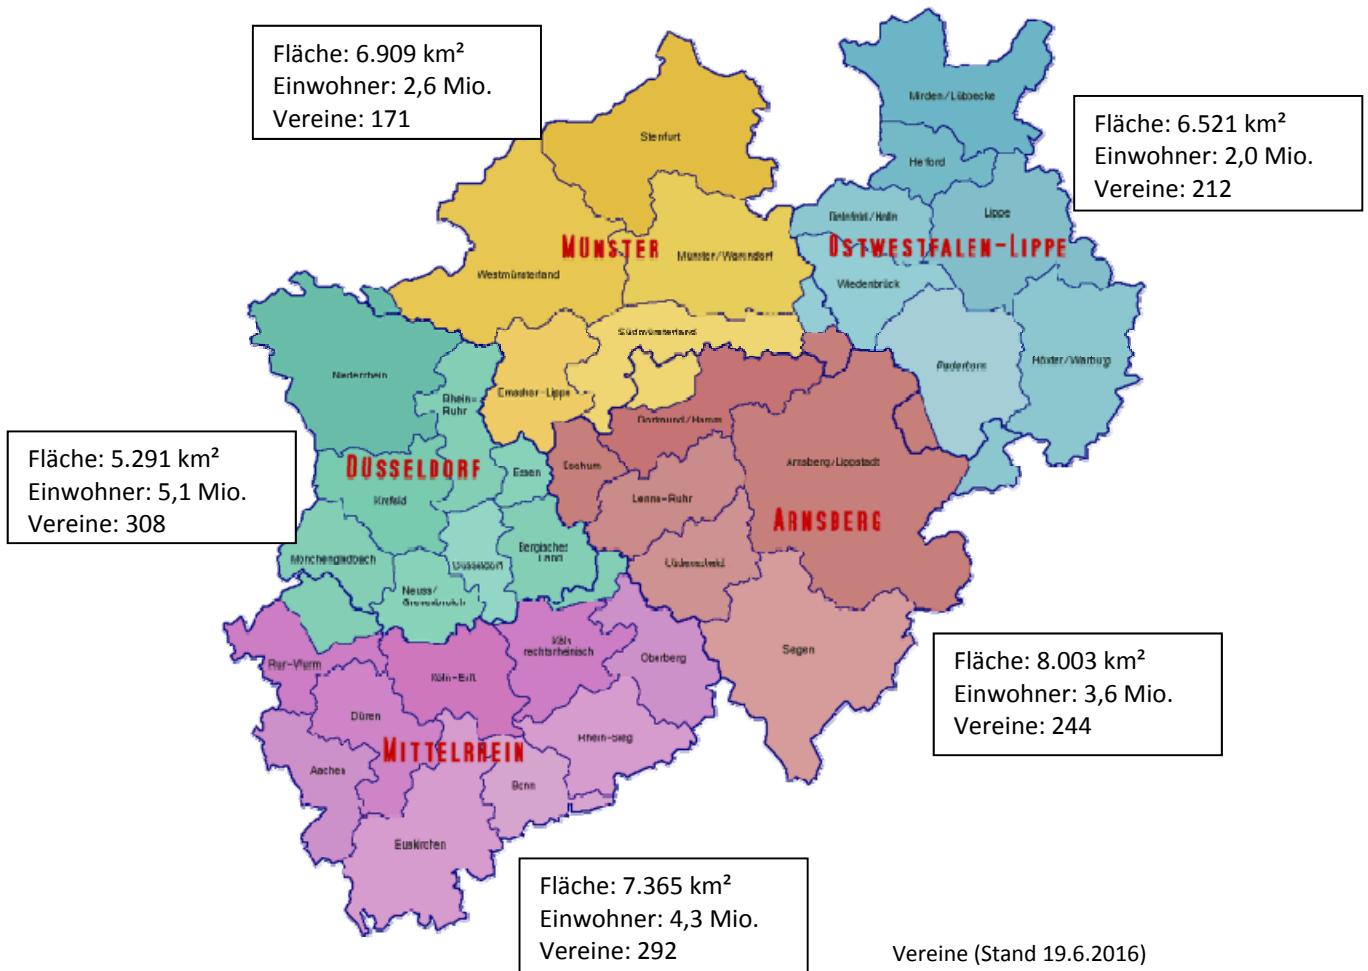 Fläche: 6.909 km²
Einwohner: 2,6 Mio.
Vereine: 171
Fläche: 6.521 km²
Einwohner: 2,0 Mio.
Vereine: 212
Minden/Lübbecke
Herford
Steinfurt
Bielefeld/Halle
Lippe
MÜNSTER
Münster/Warendorf
OSTWESTFALEN-LIPPE
Westmünsterland
Wiedenbrück
Südmünsterland
Paderborn
Höxter/Warburg
Niederrhein
Rhein-
Ruhr
Emscher-Lippe
Dortmund/Hamm
Fläche: 5.291 km²
Einwohner: 5,1 Mio.
Vereine: 308
DÜSSELDORF
Essen
Bochum
Arnsberg/Lippstadt
Krefeld
Lenne-Ruhr
ARNSBERG
Mönchengladbach
Düsseldorf
Bergisches
Land
Lüdenscheid
Neuss/
Grevenbroich
Rur-Wurm
Köln-Erft
Köln
rechtsrheinisch
Oberberg
Siegen
Fläche: 8.003 km²
Einwohner: 3,6 Mio.
Vereine: 244
Düren
Rhein-Sieg
MITTELRHEIN
Aachen
Bonn
Euskirchen
Fläche: 7.365 km²
Einwohner: 4,3 Mio.
Vereine: 292
Vereine (Stand 19.6.2016)